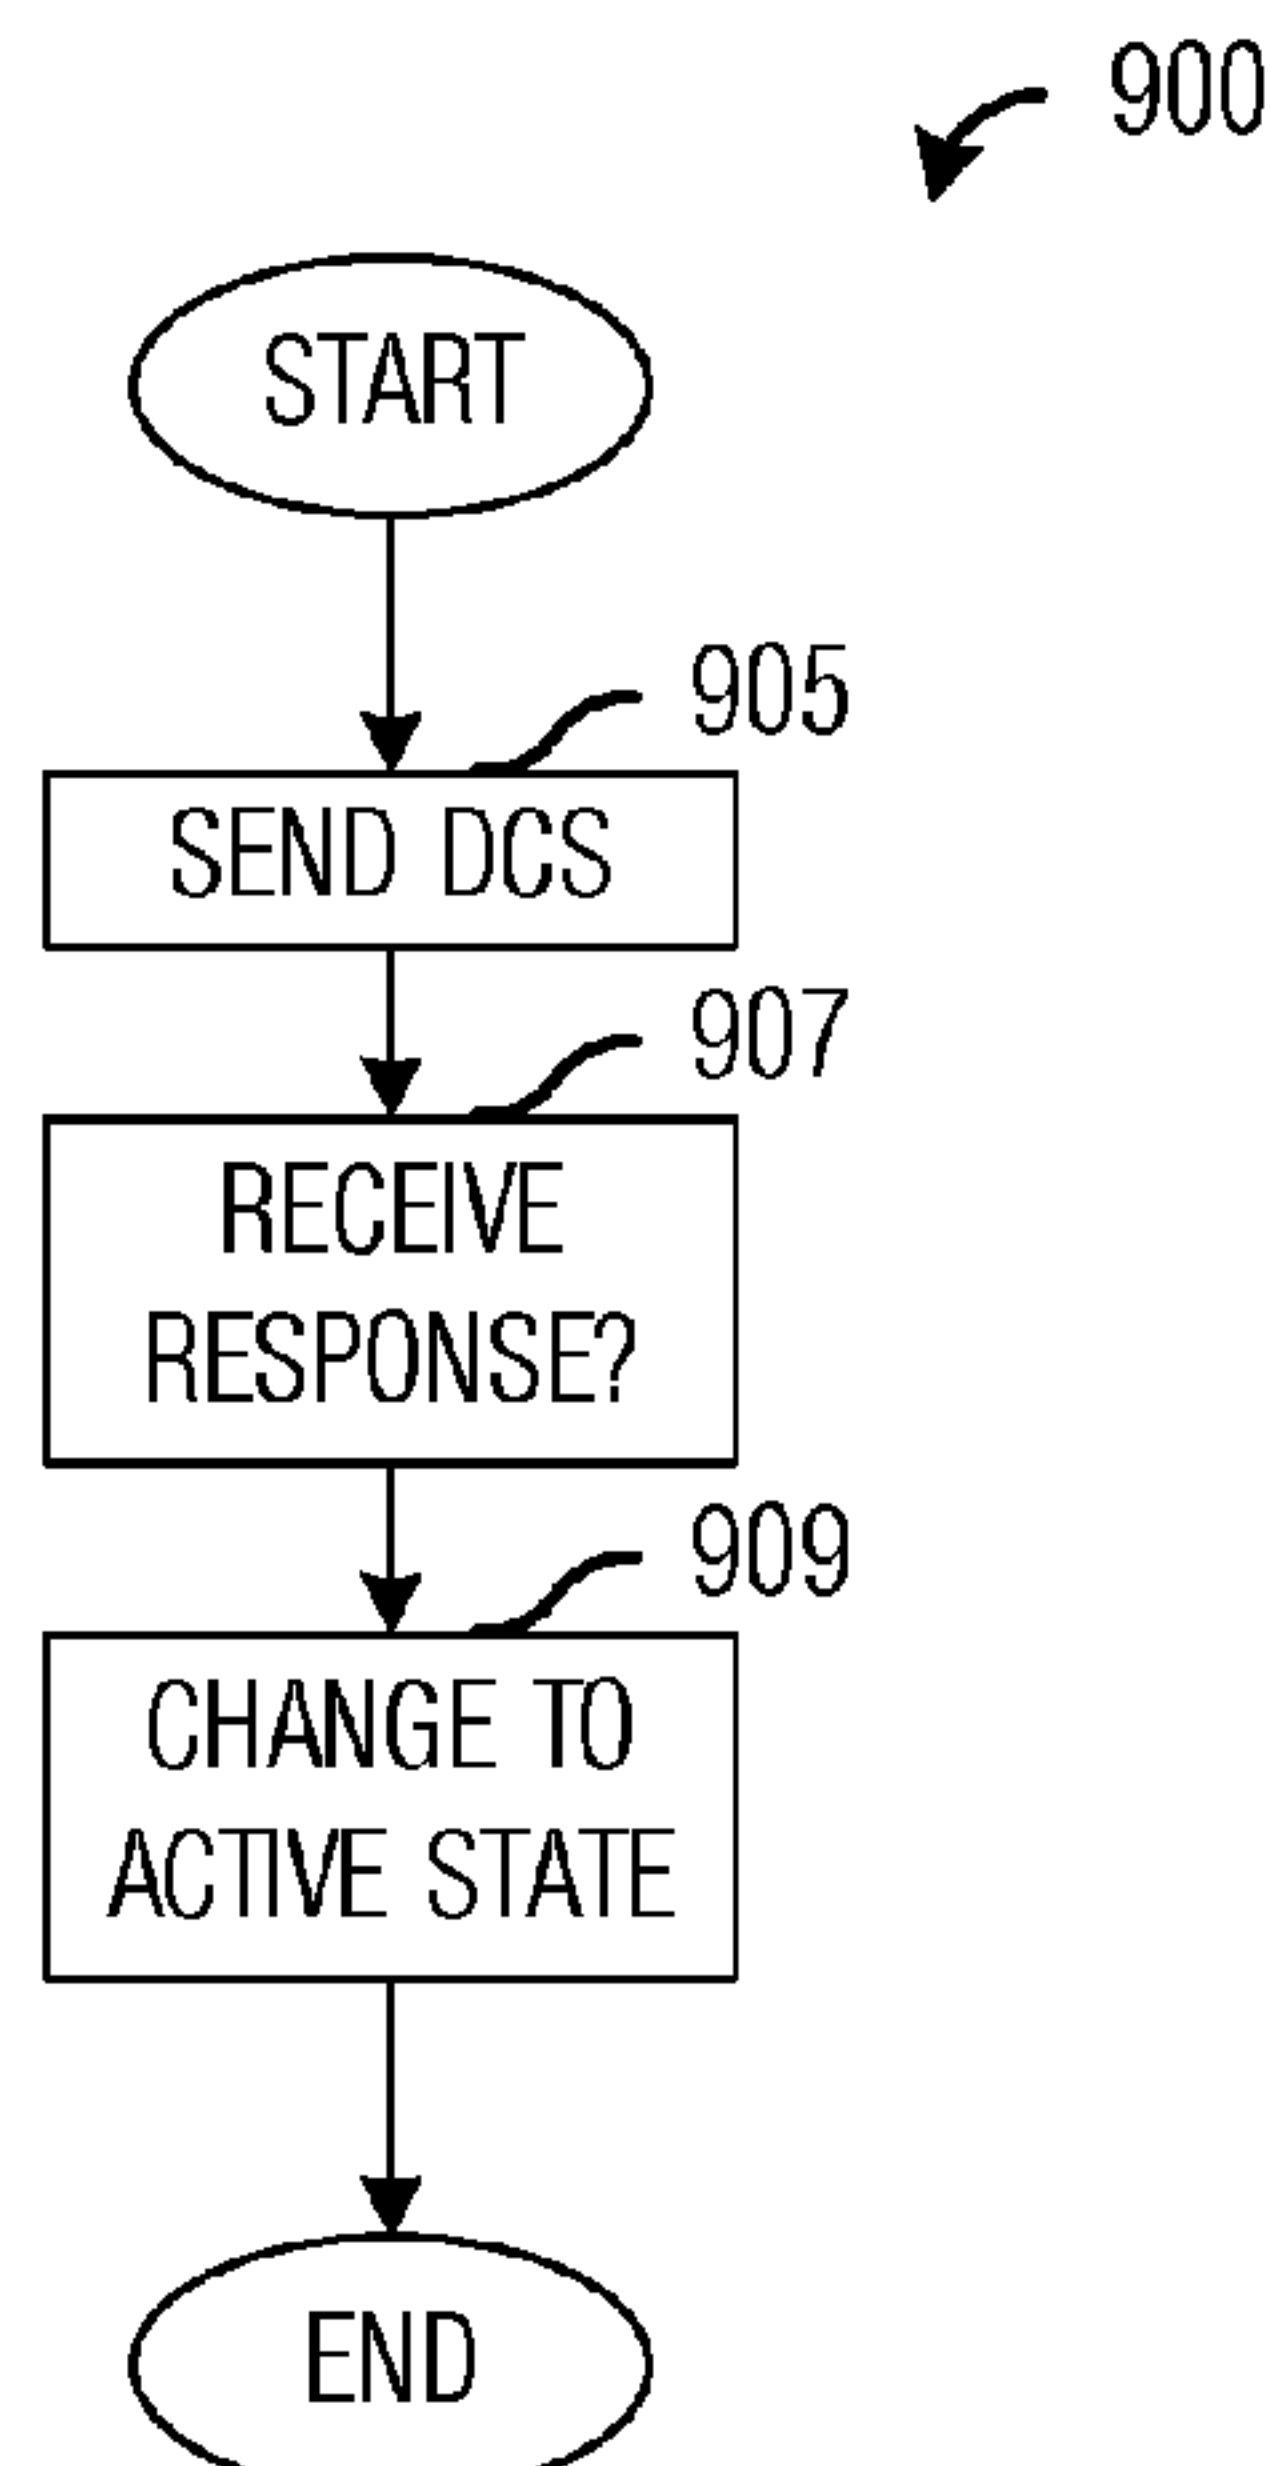 900
START
905
SEND DCS
907
RECEIVE
RESPONSE?
909
CHANGE TO
ACTIVE STATE
END